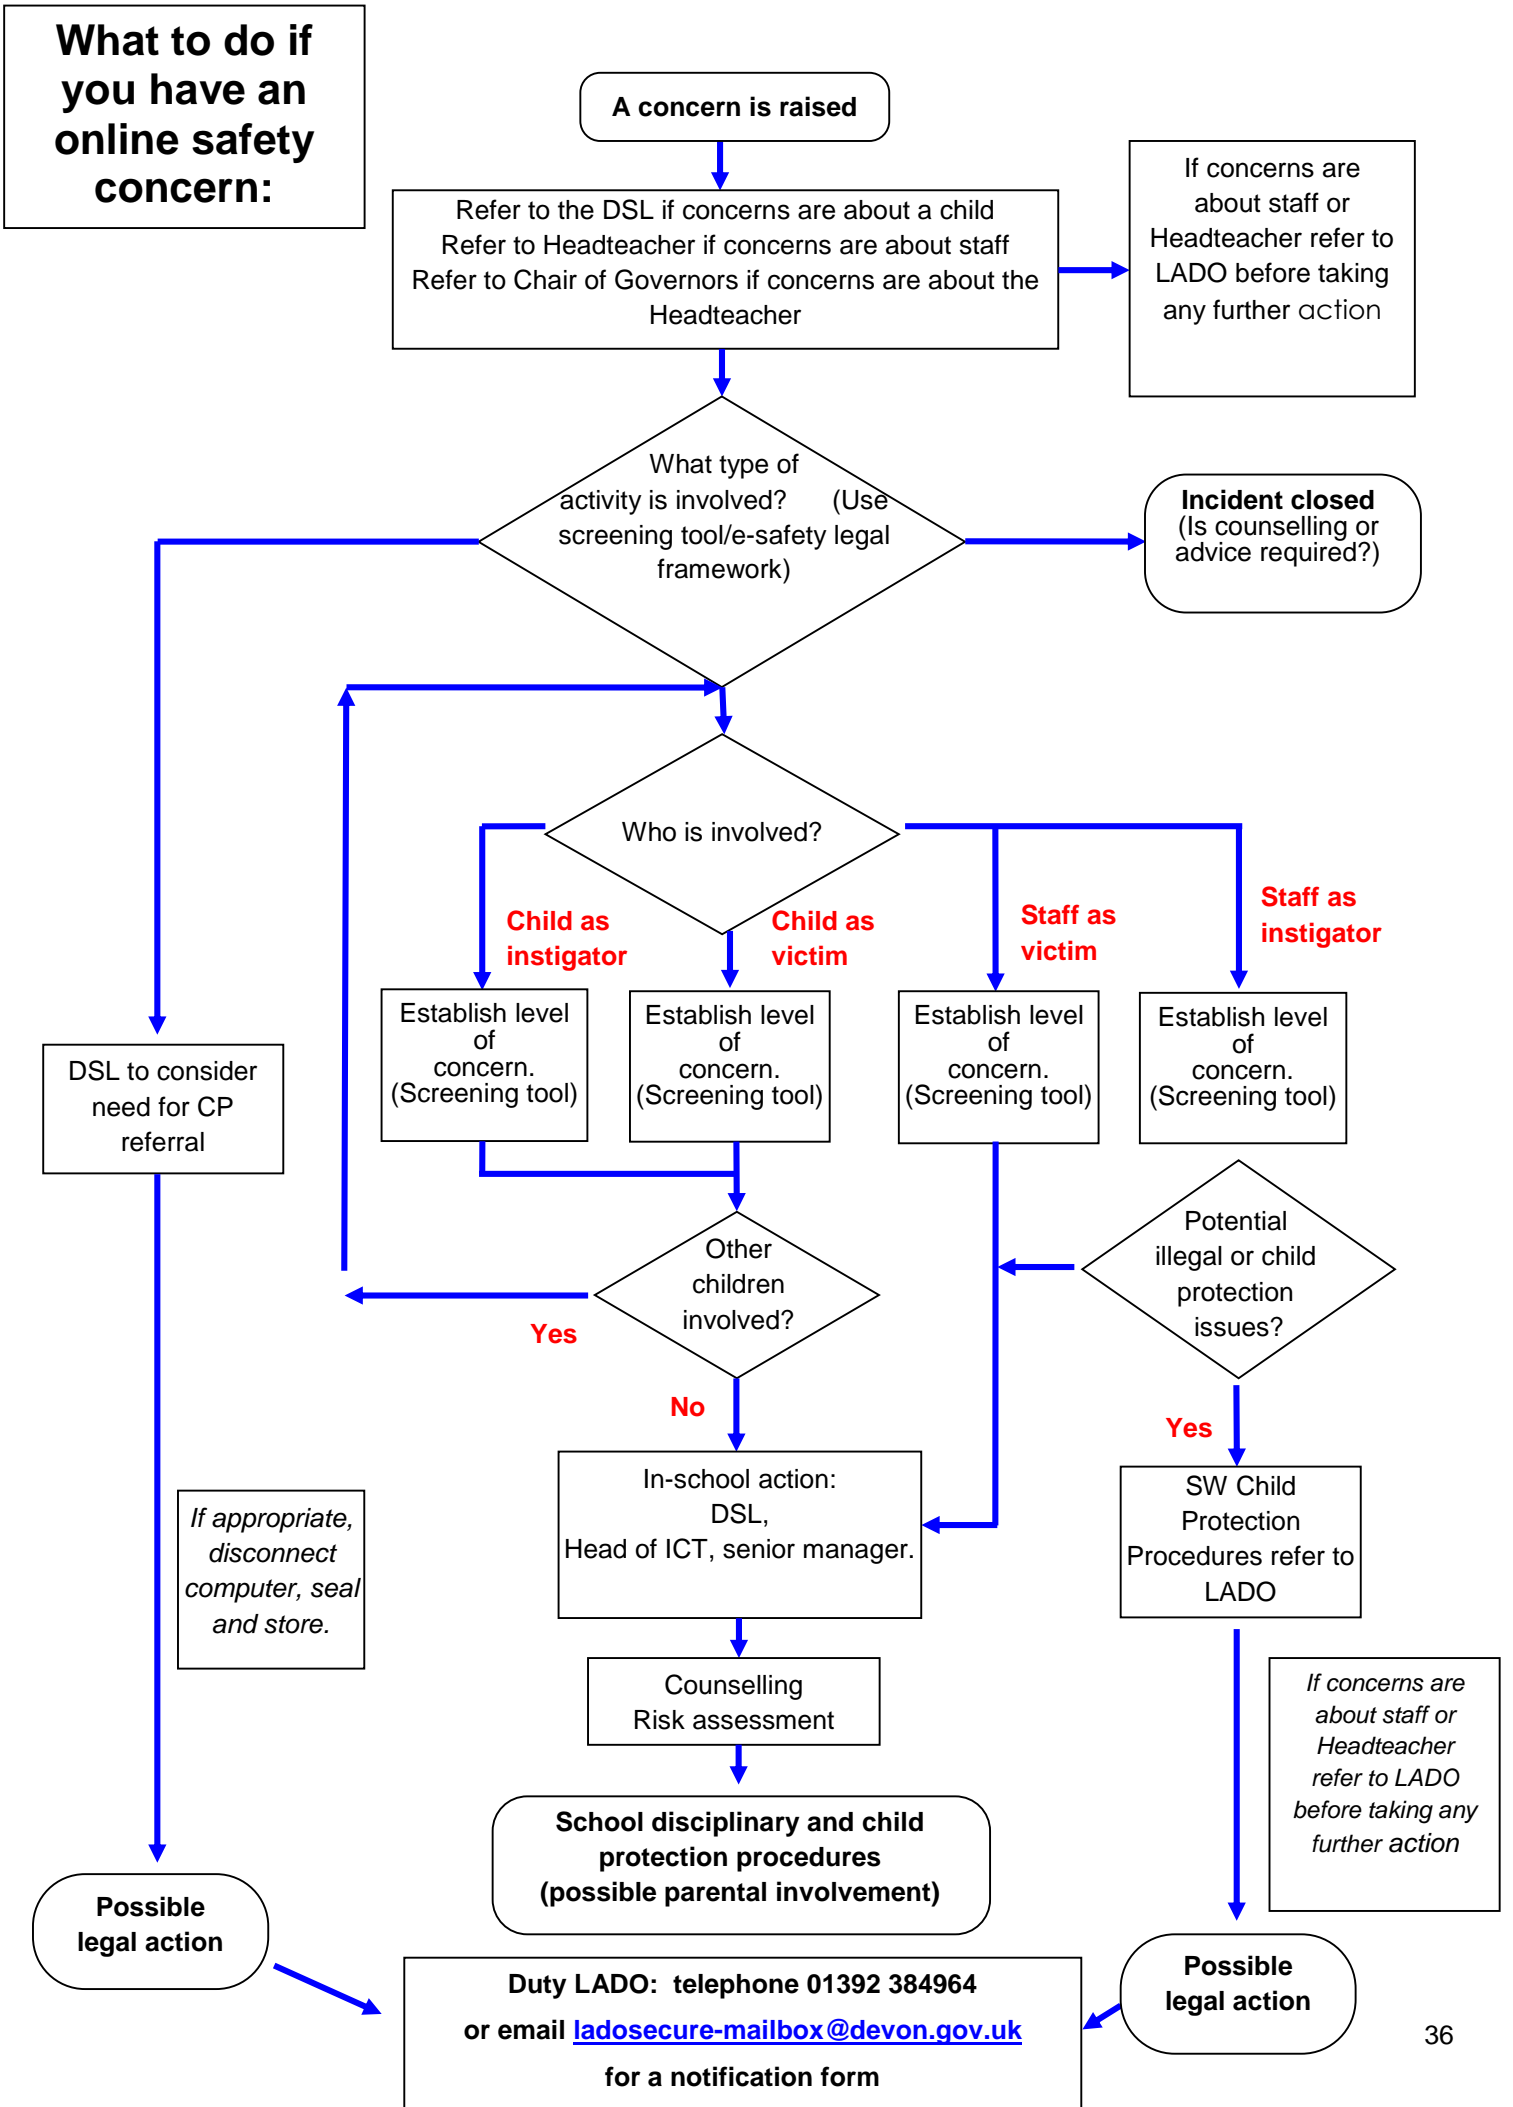 What to do if
you have an
online safety
concern:
A concern is raised
Refer to the DSL if concerns are about a child
Refer to Headteacher if concerns are about staff
Refer to Chair of Governors if concerns are about the
Headteacher
If concerns are
about staff or
Headteacher refer to
LADO before taking
any further action
What type of
activity is involved? (Use
screening tool/e-safety legal
framework)
Incident closed
(Is counselling or
advice required?)
Who is involved?
Child as
instigator
Child as
victim
Staff as
victim
Staff as
instigator
Establish level
of
concern.
(Screening tool)
Establish level
of
concern.
(Screening tool)
Establish level
of
concern.
(Screening tool)
Establish level
of
concern.
(Screening tool)
DSL to consider
need for CP
referral
Other
children
involved?
Potential
illegal or child
protection
issues?
Yes
No
Yes
In-school action:
DSL,
Head of ICT, senior manager.
SW Child
Protection
Procedures refer to
LADO
If appropriate,
disconnect
computer, seal
and store.
Counselling
Risk assessment
If concerns are
about staff or
Headteacher
refer to LADO
before taking any
further action
School disciplinary and child
protection procedures
(possible parental involvement)
Possible
legal action
Possible
legal action
Duty LADO: telephone 01392 384964
or email ladosecure-mailbox@devon.gov.uk
for a notification form
36